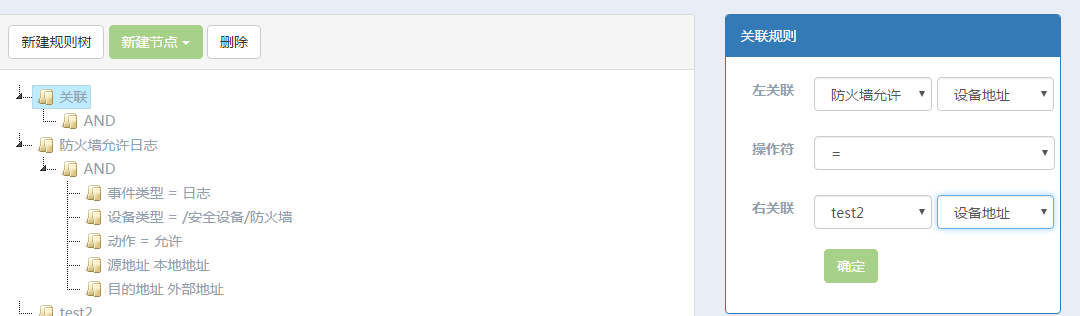 新建规则树 新建节点 删除
关联
AND
防火墙允许日志
AND
事件类型 = 日志
设备类型 = /安全设备/防火墙
动作 = 允许
源地址 本地地址
目的地址 外部地址
test2
关联规则
左关联 防火墙允许 设备地址
操作符 =
右关联 test2 设备地址
确定